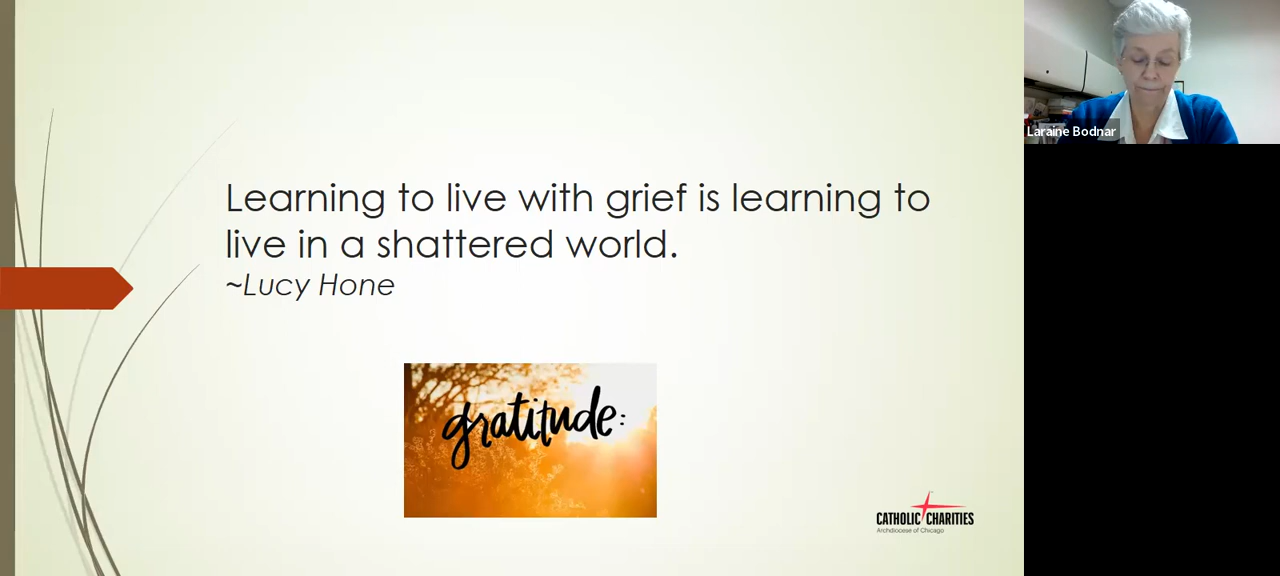 Learning to live with grief is learning to
live in a shattered world.
~Lucy Hone
gratitude:
CATHOLIC CHARITIES
Archdiocese of Chicago
Laraine Bodnar